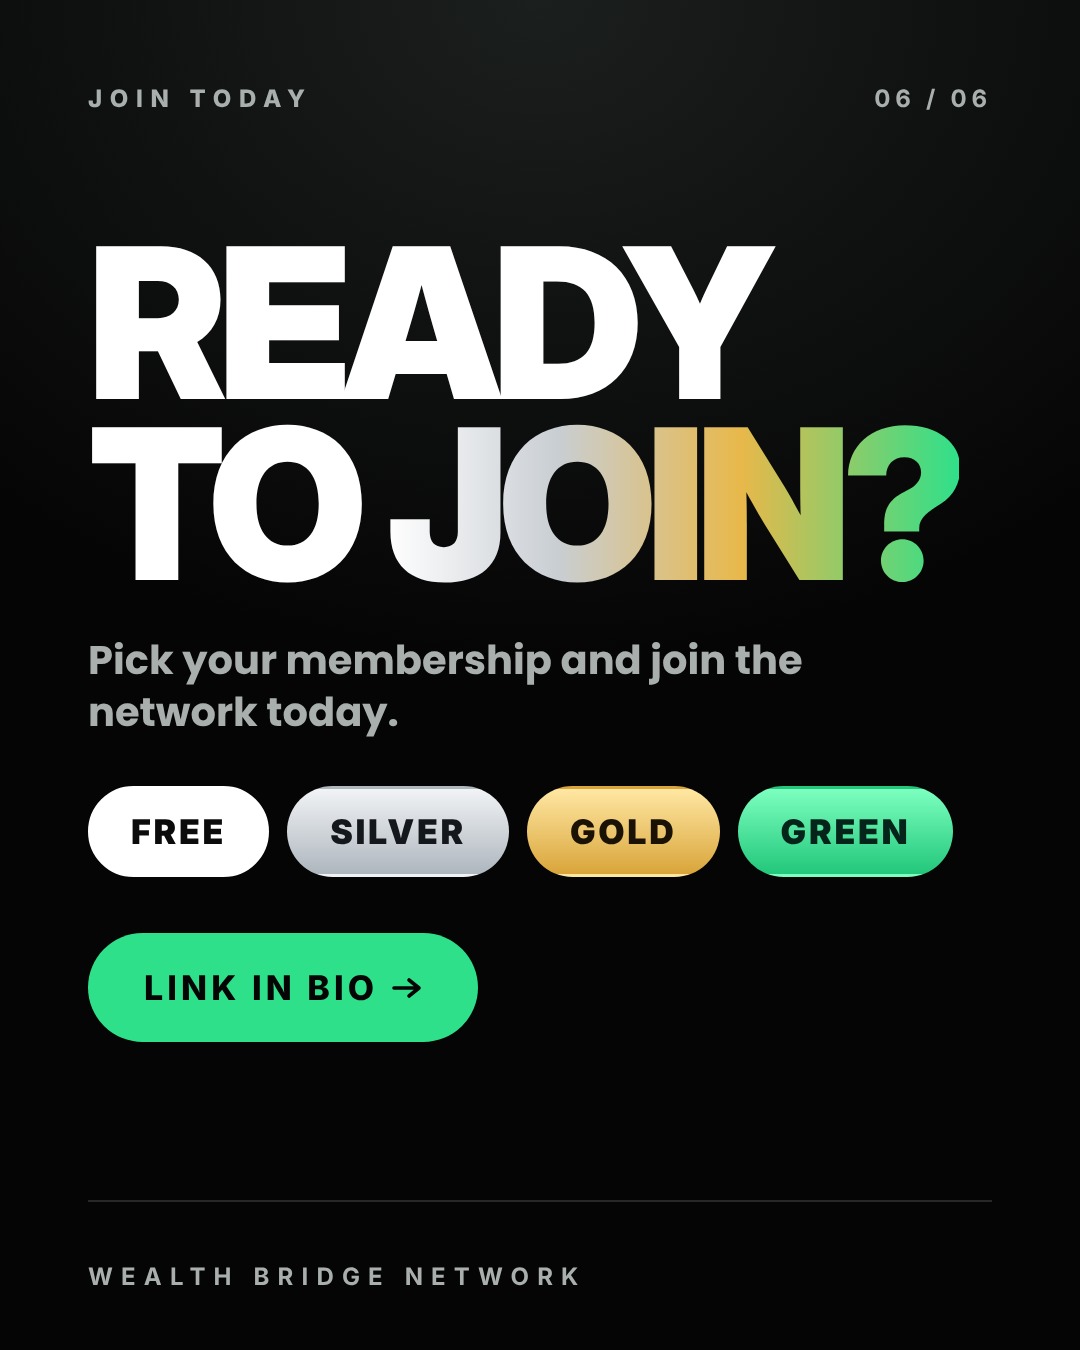 JOIN TODAY
06 / 06
READY
TO JOIN?
Pick your membership and join the
network today.
FREE
SILVER
GOLD
GREEN
LINK IN BIO →
WEALTH BRIDGE NETWORK